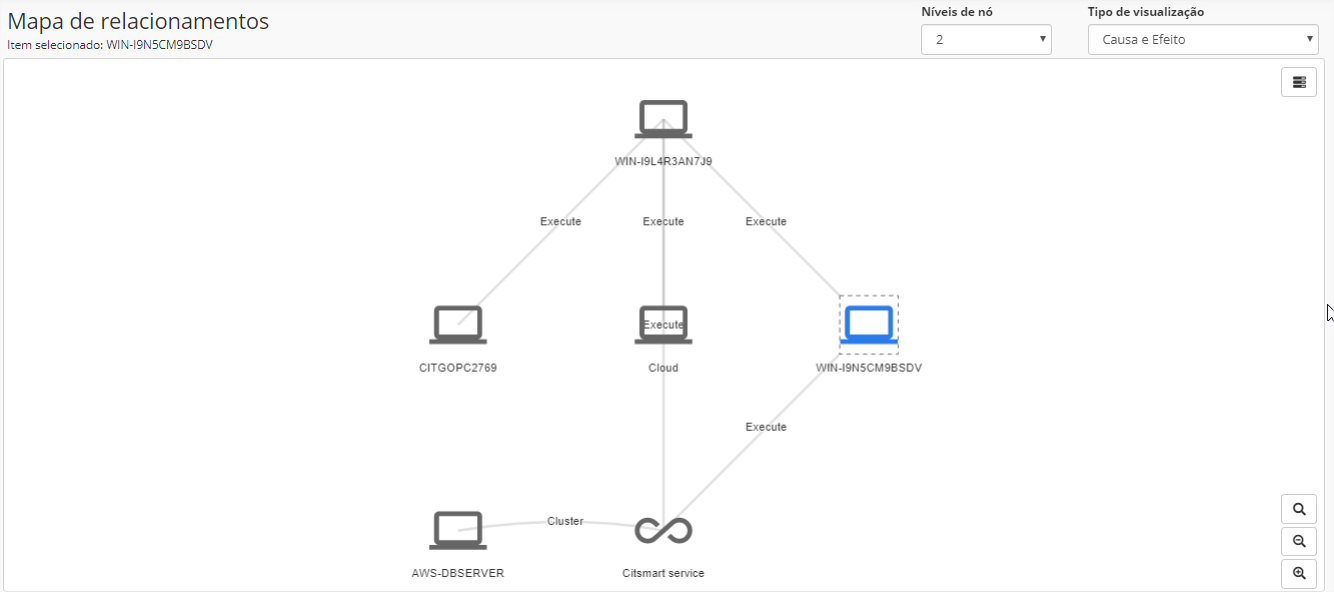 Mapa de relacionamentos
Item selecionado: WIN-I9N5CM9BSDV
Níveis de nó
2
Tipo de visualização
Causa e Efeito
WIN-I9L4R3AN7J9
Execute
Execute
Execute
Execute
CITGOPC2769
Cloud
WIN-I9N5CM9BSDV
Execute
Cluster
AWS-DBSERVER
Citsmart service